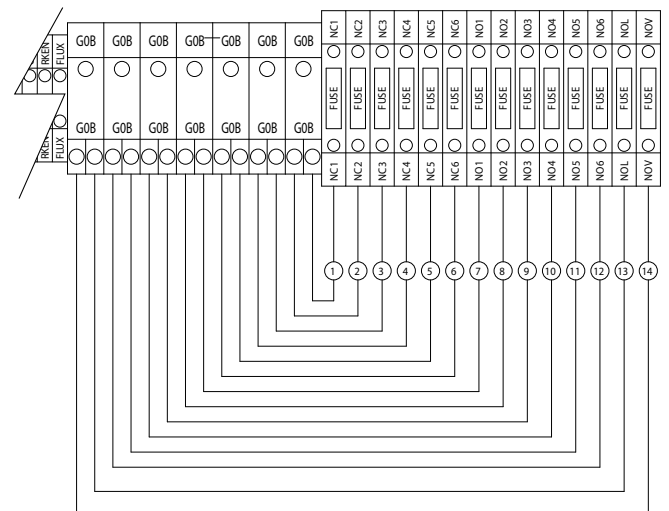 RKEN FLUX G0B G0B G0B G0B G0B G0B G0B NC1 NC2 NC3 NC4 NC5 NC6 NO1 NO2 NO3 NO4 NO5 NO6 NOL NOV
FUSE FUSE FUSE FUSE FUSE FUSE FUSE FUSE FUSE FUSE FUSE FUSE FUSE FUSE
G0B G0B G0B G0B G0B G0B G0B
RKEN FLUX NC1 NC2 NC3 NC4 NC5 NC6 NO1 NO2 NO3 NO4 NO5 NO6 NOL NOV
1 2 3 4 5 6 7 8 9 10 11 12 13 14